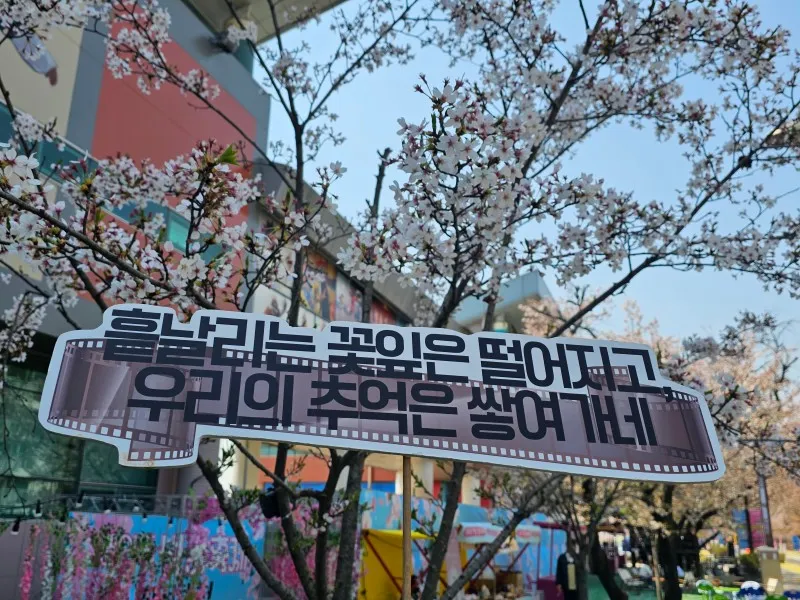 흩날리는 꽃잎은 떨어지고,
우리의 추억은 쌓여가네